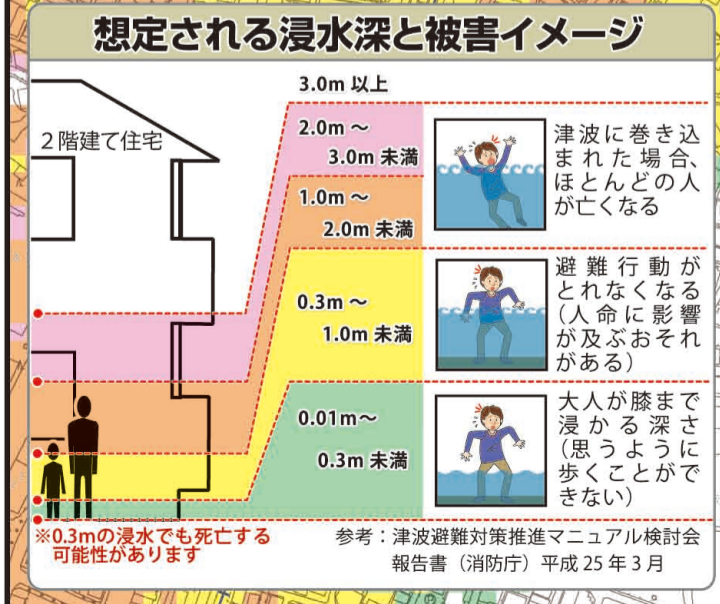 想定される浸水深と被害イメージ
2階建て住宅
3.0m 以上
2.0m ～
3.0m 未満
1.0m ～
2.0m 未満
0.3m ～
1.0m 未満
0.01m～
0.3m 未満
津波に巻き込
まれた場合、
ほとんどの人
が亡くなる
避難行動が
とれなくなる
(人命に影響
が及ぶおそれ
がある)
大人が膝まで
浸かる深さ
(思うように
歩くことがで
きない)
※0.3mの浸水でも死亡する
可能性があります
参考：津波避難対策推進マニュアル検討会
報告書（消防庁）平成 25 年 3 月